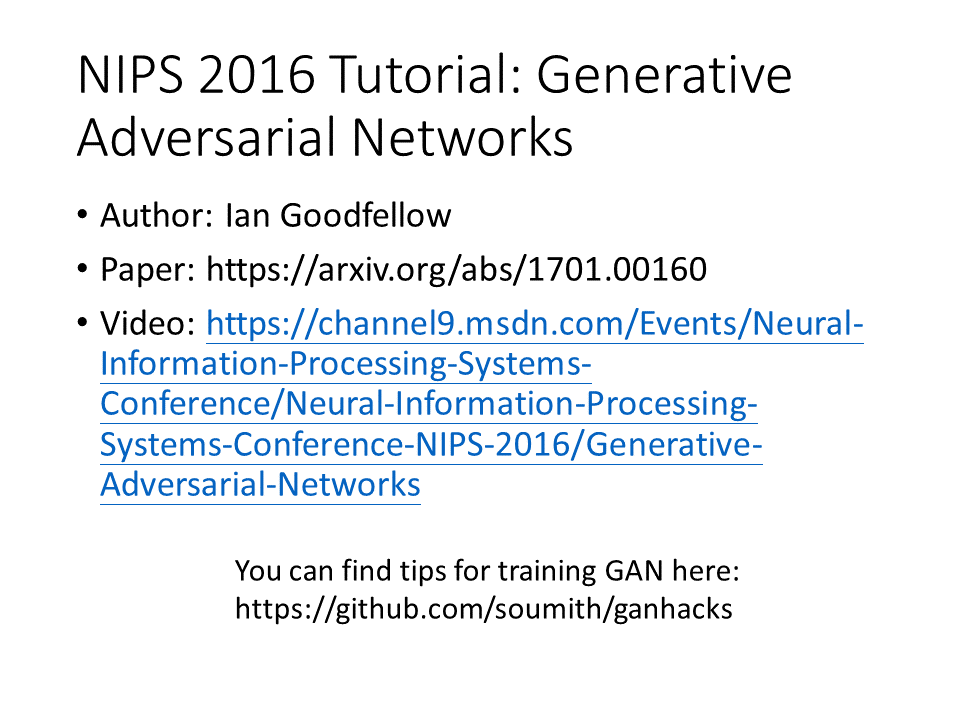 NIPS 2016 Tutorial: Generative
Adversarial Networks
• Author: Ian Goodfellow
• Paper: https://arxiv.org/abs/1701.00160
• Video: https://channel9.msdn.com/Events/Neural-
Information-Processing-Systems-
Conference/Neural-Information-Processing-
Systems-Conference-NIPS-2016/Generative-
Adversarial-Networks
You can find tips for training GAN here:
https://github.com/soumith/ganhacks